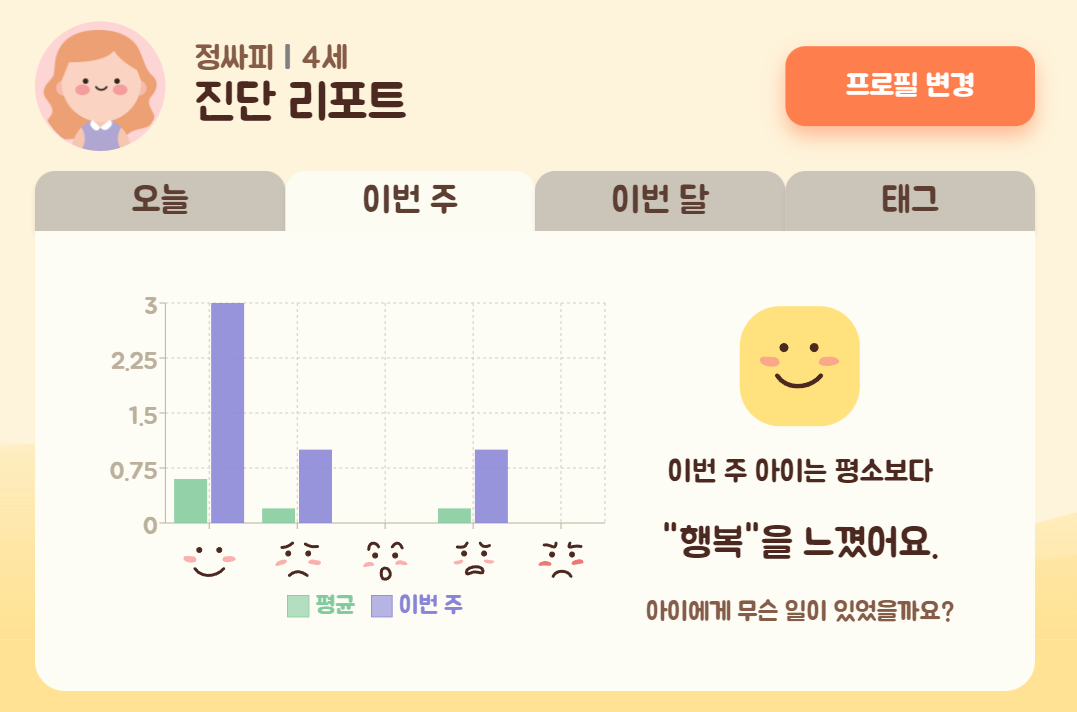 정싸피 | 4세
진단 리포트
프로필 변경
오늘
이번 주
이번 달
태그
3
2.25
1.5
0.75
0
평균
이번 주
이번 주 아이는 평소보다
"행복"을 느꼈어요.
아이에게 무슨 일이 있었을까요?